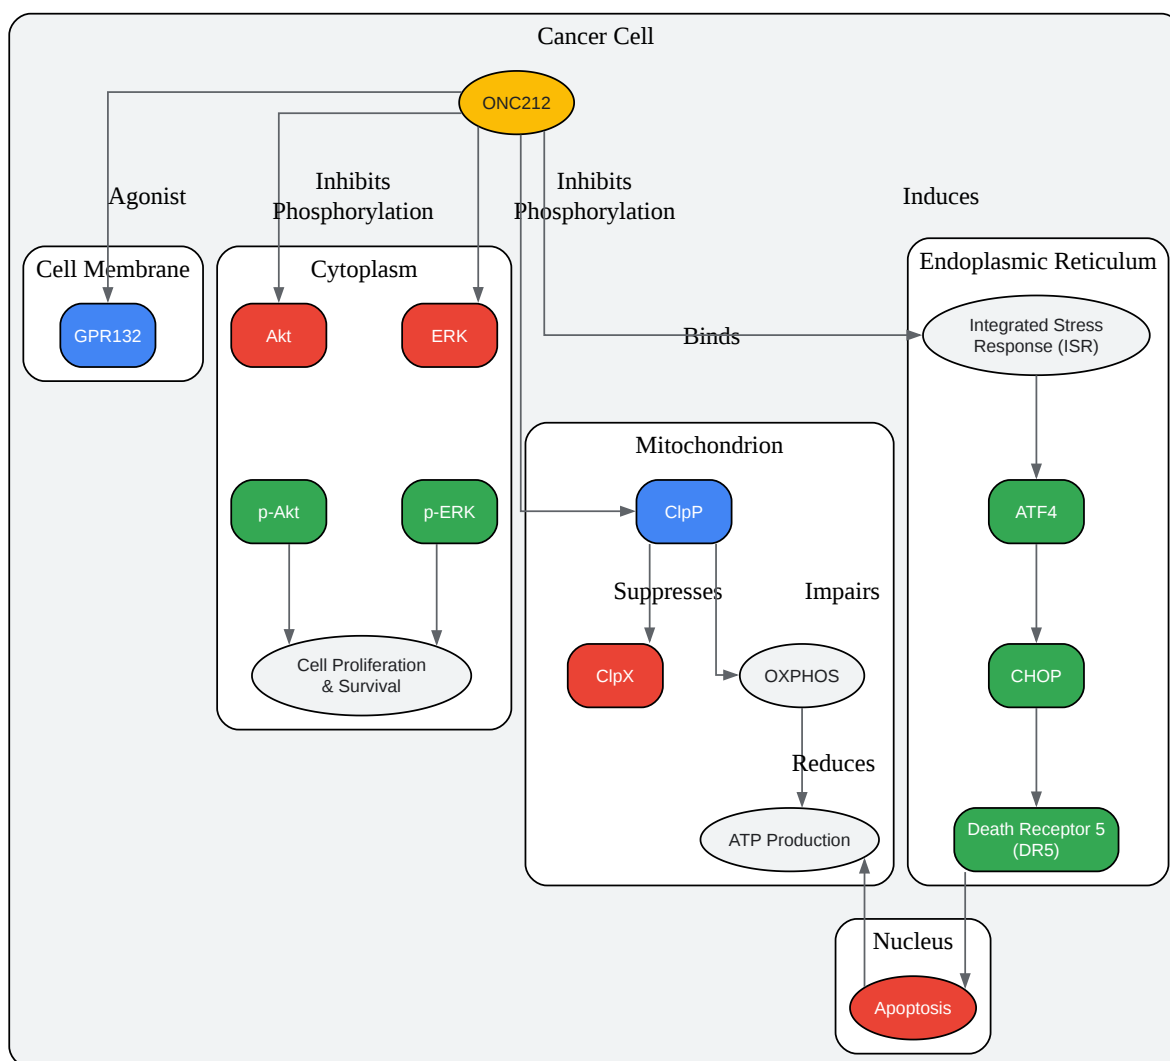 Cancer Cell
ONC212
Agonist
Inhibits
Phosphorylation
Inhibits
Phosphorylation
Induces
Cell Membrane
GPR132
Cytoplasm
Akt
ERK
Binds
Endoplasmic Reticulum
Integrated Stress
Response (ISR)
p-Akt
p-ERK
Cell Proliferation
& Survival
Mitochondrion
ClpP
Suppresses
Impairs
ClpX
OXPHOS
Reduces
ATP Production
ATF4
CHOP
Death Receptor 5
(DR5)
Nucleus
Apoptosis